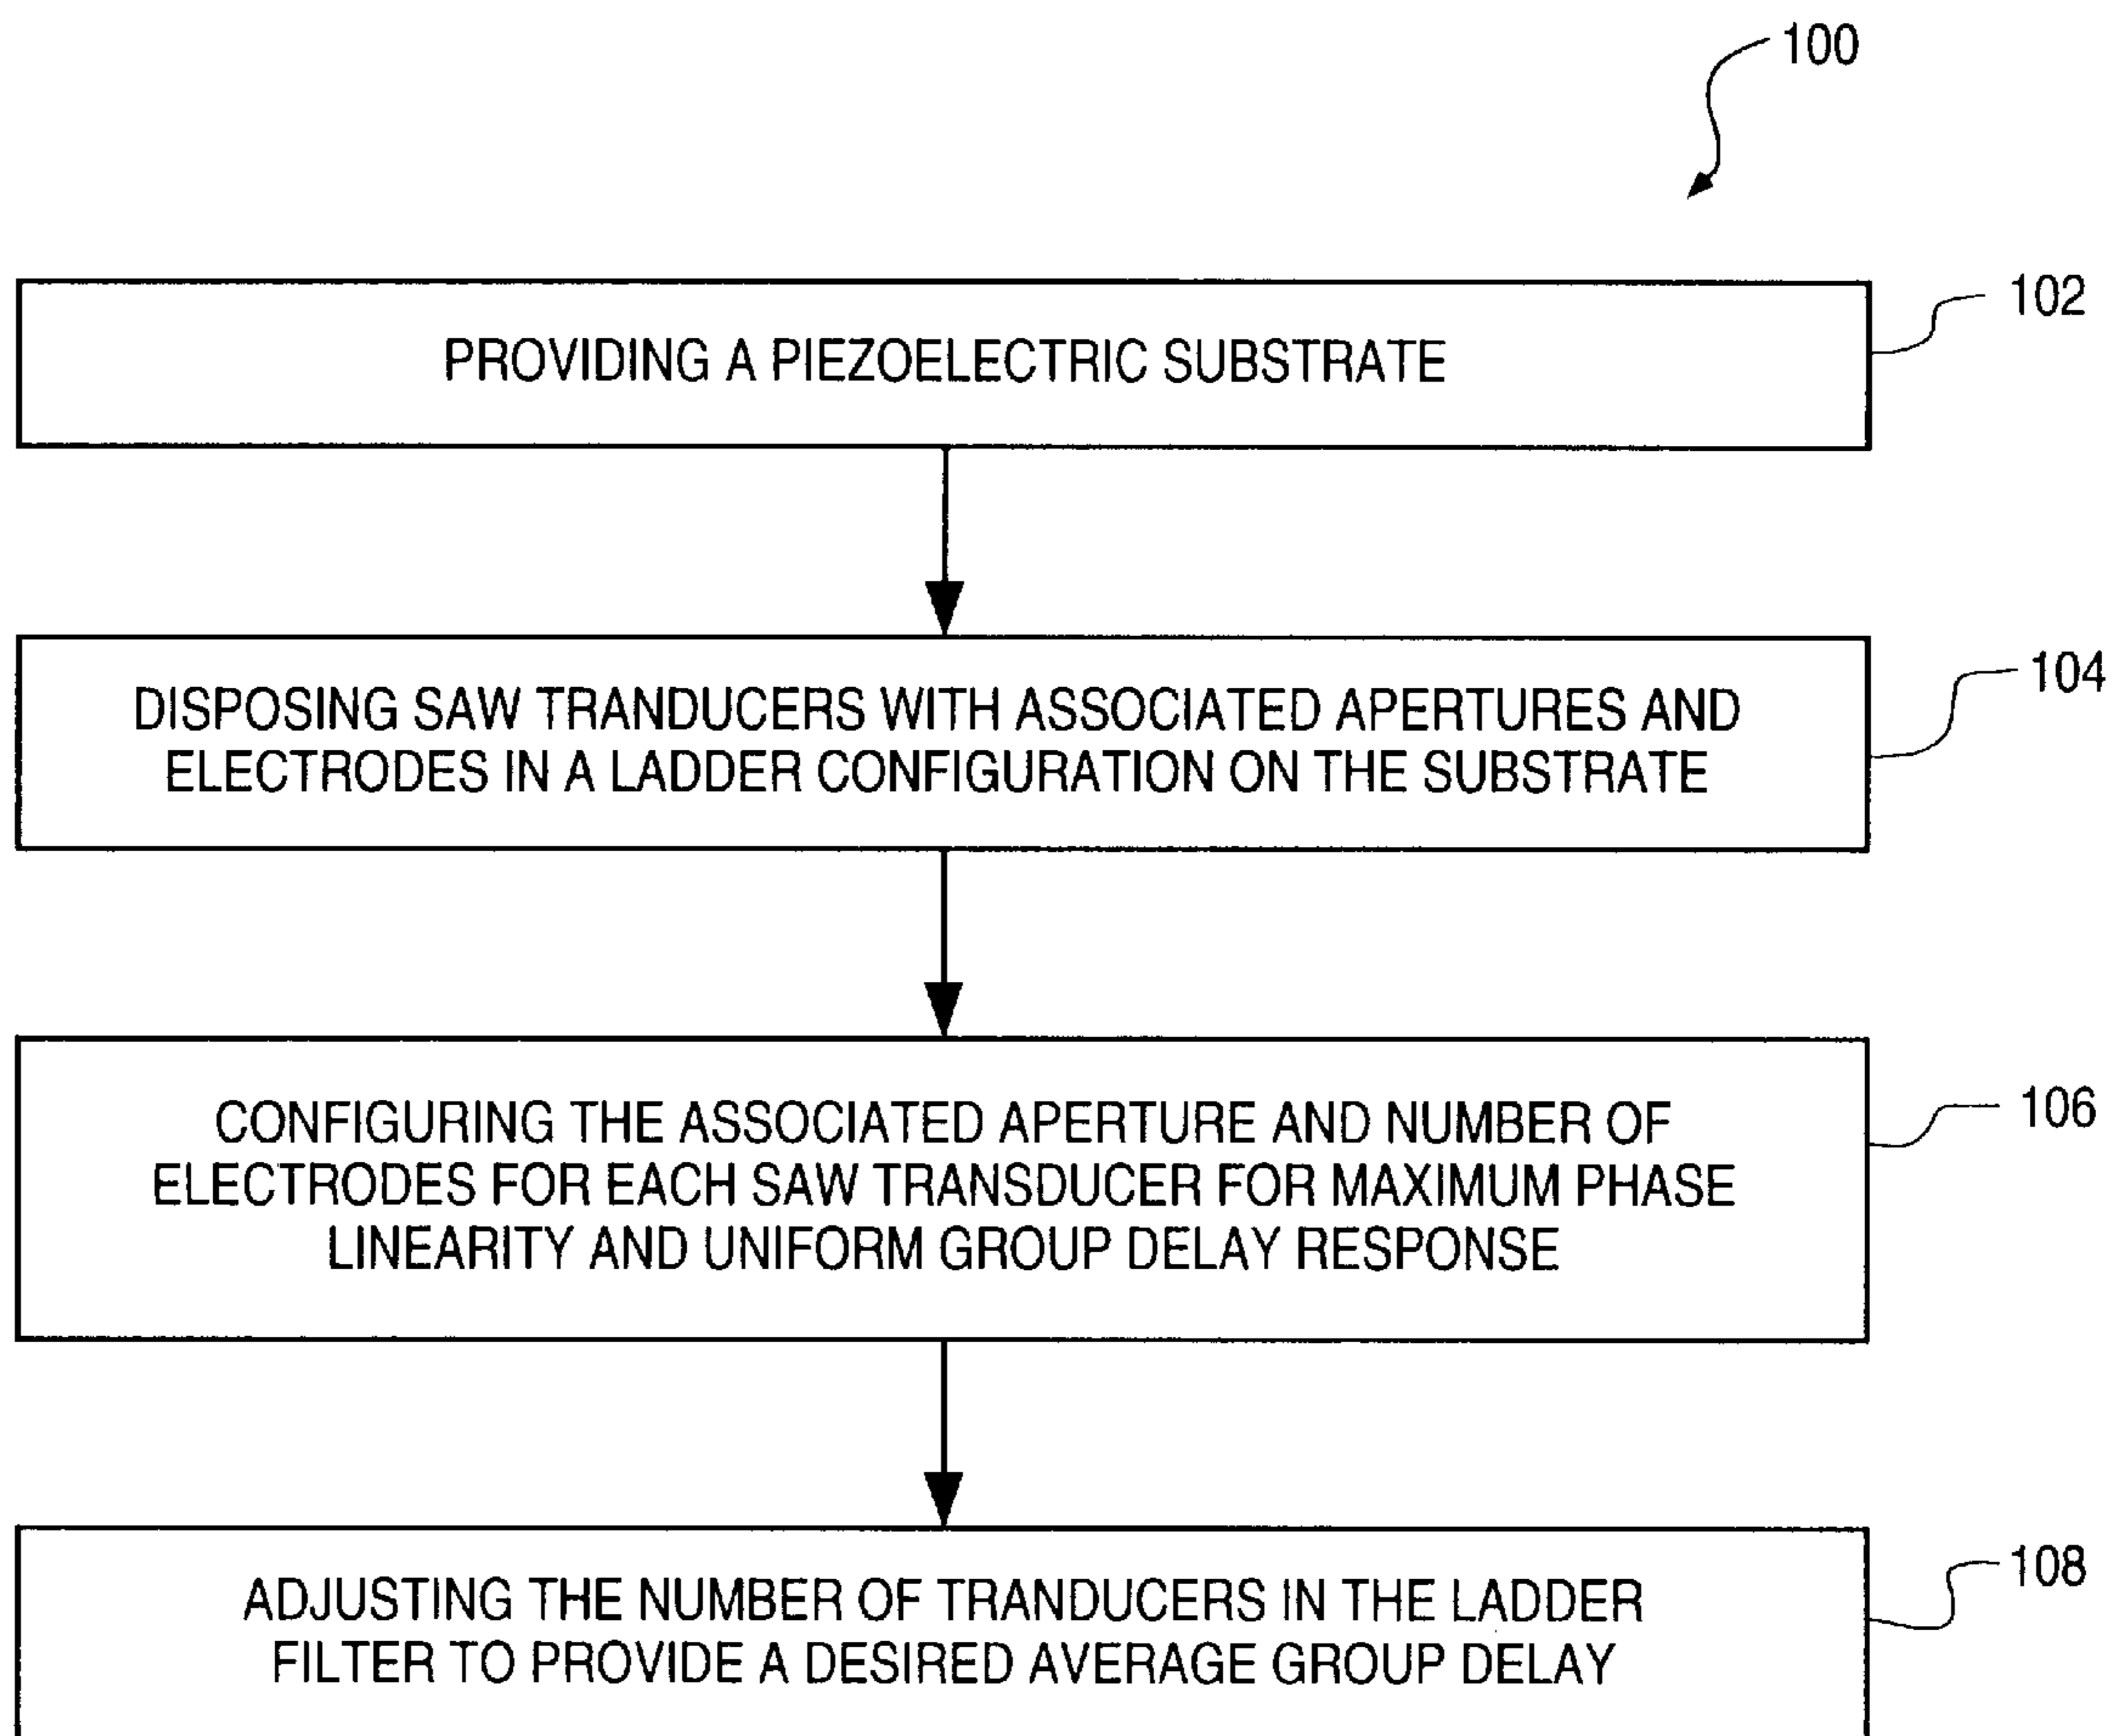 100
PROVIDING A PIEZOELECTRIC SUBSTRATE
102
DISPOSING SAW TRANDUCERS WITH ASSOCIATED APERTURES AND
ELECTRODES IN A LADDER CONFIGURATION ON THE SUBSTRATE
104
CONFIGURING THE ASSOCIATED APERTURE AND NUMBER OF
ELECTRODES FOR EACH SAW TRANSDUCER FOR MAXIMUM PHASE
LINEARITY AND UNIFORM GROUP DELAY RESPONSE
106
ADJUSTING THE NUMBER OF TRANDUCERS IN THE LADDER
FILTER TO PROVIDE A DESIRED AVERAGE GROUP DELAY
108